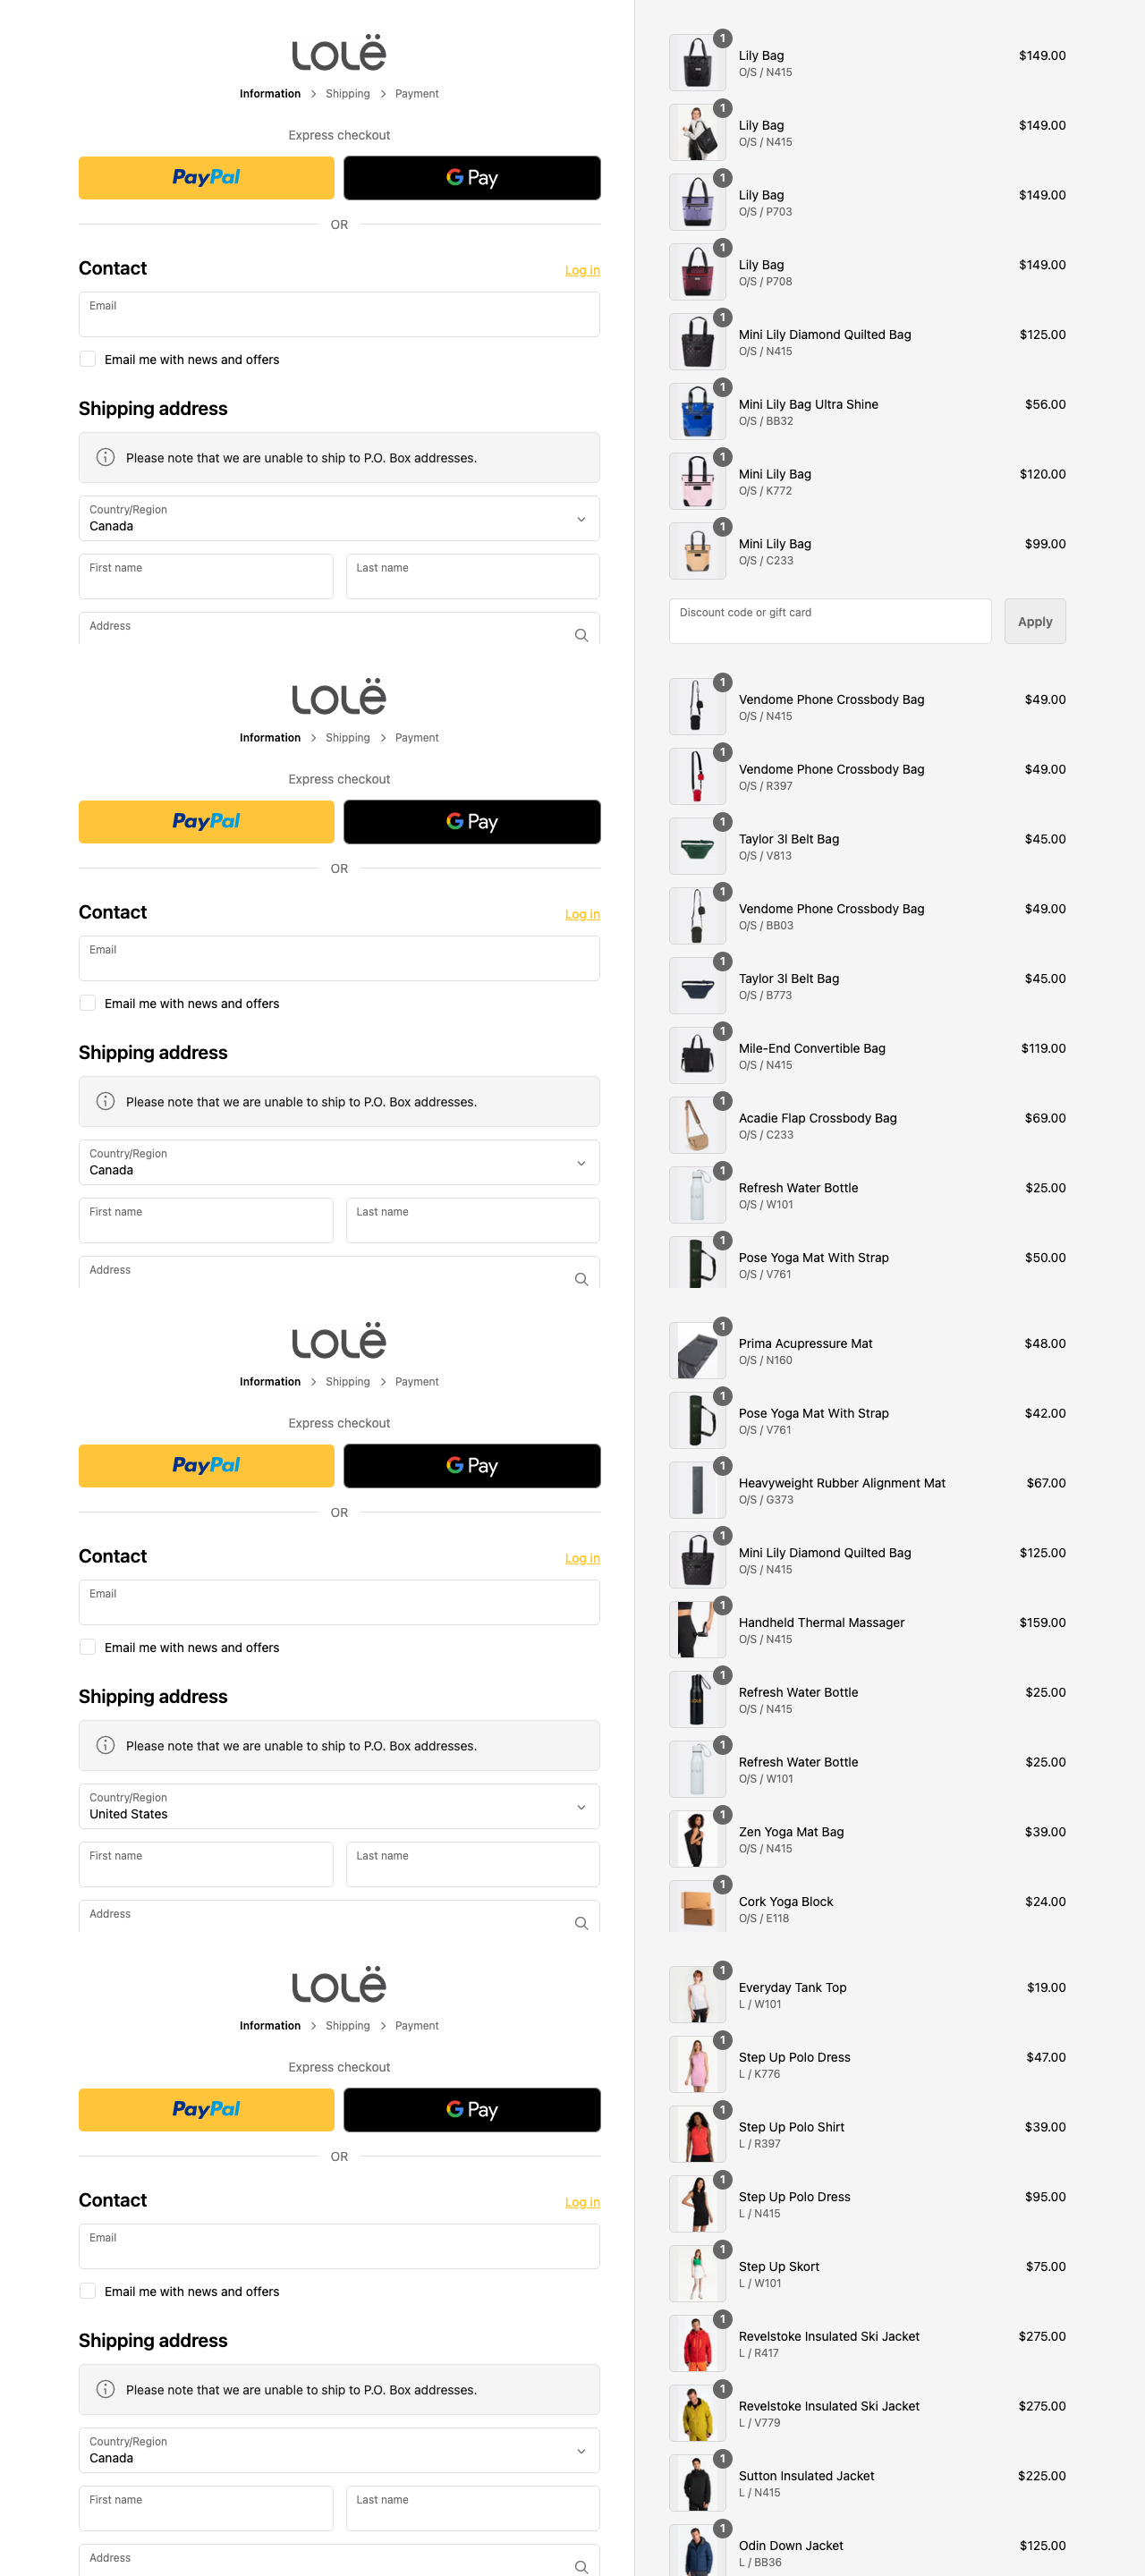 LOLË
Information > Shipping > Payment
Express checkout
PayPal
G Pay
OR
Contact
Log in
Email
Email me with news and offers
Shipping address
Please note that we are unable to ship to P.O. Box addresses.
Country/Region
Canada
First name
Last name
Address
1
Lily Bag
$149.00
O/S / N415
1
Lily Bag
$149.00
O/S / N415
1
Lily Bag
$149.00
O/S / P703
1
Lily Bag
$149.00
O/S / P708
1
Mini Lily Diamond Quilted Bag
$125.00
O/S / N415
1
Mini Lily Bag Ultra Shine
$56.00
O/S / BB32
1
Mini Lily Bag
$120.00
O/S / K772
1
Mini Lily Bag
$99.00
O/S / C233
Discount code or gift card
Apply
LOLË
Information > Shipping > Payment
Express checkout
PayPal
G Pay
OR
Contact
Log in
Email
Email me with news and offers
Shipping address
Please note that we are unable to ship to P.O. Box addresses.
Country/Region
Canada
First name
Last name
Address
1
Vendome Phone Crossbody Bag
$49.00
O/S / N415
1
Vendome Phone Crossbody Bag
$49.00
O/S / R397
1
Taylor 3l Belt Bag
$45.00
O/S / V813
1
Vendome Phone Crossbody Bag
$49.00
O/S / BB03
1
Taylor 3l Belt Bag
$45.00
O/S / B773
1
Mile-End Convertible Bag
$119.00
O/S / N415
1
Acadie Flap Crossbody Bag
$69.00
O/S / C233
1
Refresh Water Bottle
$25.00
O/S / W101
1
Pose Yoga Mat With Strap
$50.00
O/S / V761
LOLË
Information > Shipping > Payment
Express checkout
PayPal
G Pay
OR
Contact
Log in
Email
Email me with news and offers
Shipping address
Please note that we are unable to ship to P.O. Box addresses.
Country/Region
United States
First name
Last name
Address
1
Prima Acupressure Mat
$48.00
O/S / N160
1
Pose Yoga Mat With Strap
$42.00
O/S / V761
1
Heavyweight Rubber Alignment Mat
$67.00
O/S / G373
1
Mini Lily Diamond Quilted Bag
$125.00
O/S / N415
1
Handheld Thermal Massager
$159.00
O/S / N415
1
Refresh Water Bottle
$25.00
O/S / N415
1
Refresh Water Bottle
$25.00
O/S / W101
1
Zen Yoga Mat Bag
$39.00
O/S / N415
1
Cork Yoga Block
$24.00
O/S / E118
LOLË
Information > Shipping > Payment
Express checkout
PayPal
G Pay
OR
Contact
Log in
Email
Email me with news and offers
Shipping address
Please note that we are unable to ship to P.O. Box addresses.
Country/Region
Canada
First name
Last name
Address
1
Everyday Tank Top
$19.00
L / W101
1
Step Up Polo Dress
$47.00
L / K776
1
Step Up Polo Shirt
$39.00
L / R397
1
Step Up Polo Dress
$95.00
L / N415
1
Step Up Skort
$75.00
L / W101
1
Revelstoke Insulated Ski Jacket
$275.00
L / R417
1
Revelstoke Insulated Ski Jacket
$275.00
L / V779
1
Sutton Insulated Jacket
$225.00
L / N415
1
Odin Down Jacket
$125.00
L / BB36